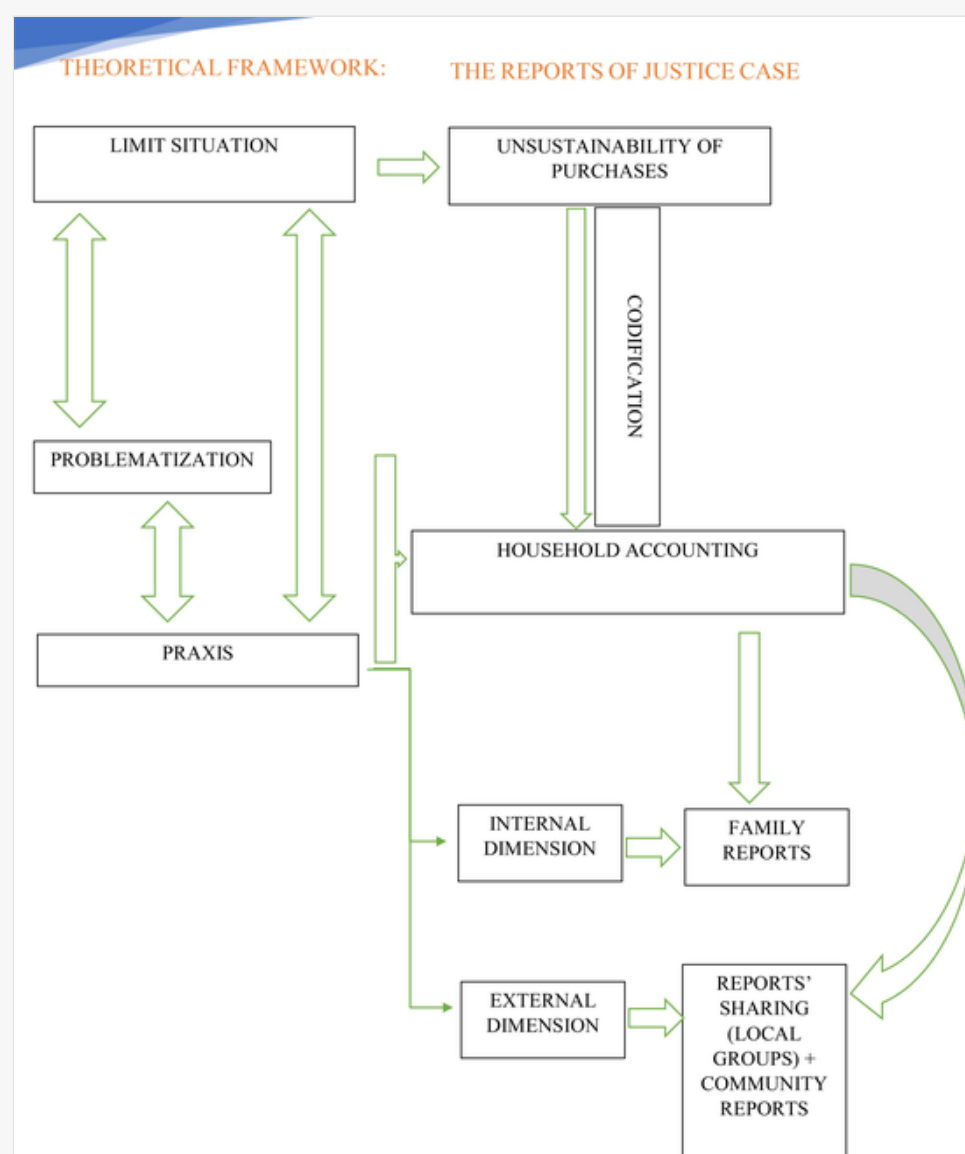 THEORETICAL FRAMEWORK:
THE REPORTS OF JUSTICE CASE
LIMIT SITUATION
UNSUSTAINABILITY OF
PURCHASES
CODIFICATION
PROBLEMATIZATION
HOUSEHOLD ACCOUNTING
PRAXIS
INTERNAL
DIMENSION
FAMILY
REPORTS
EXTERNAL
DIMENSION
REPORTS’
SHARING
(LOCAL
GROUPS) +
COMMUNITY
REPORTS